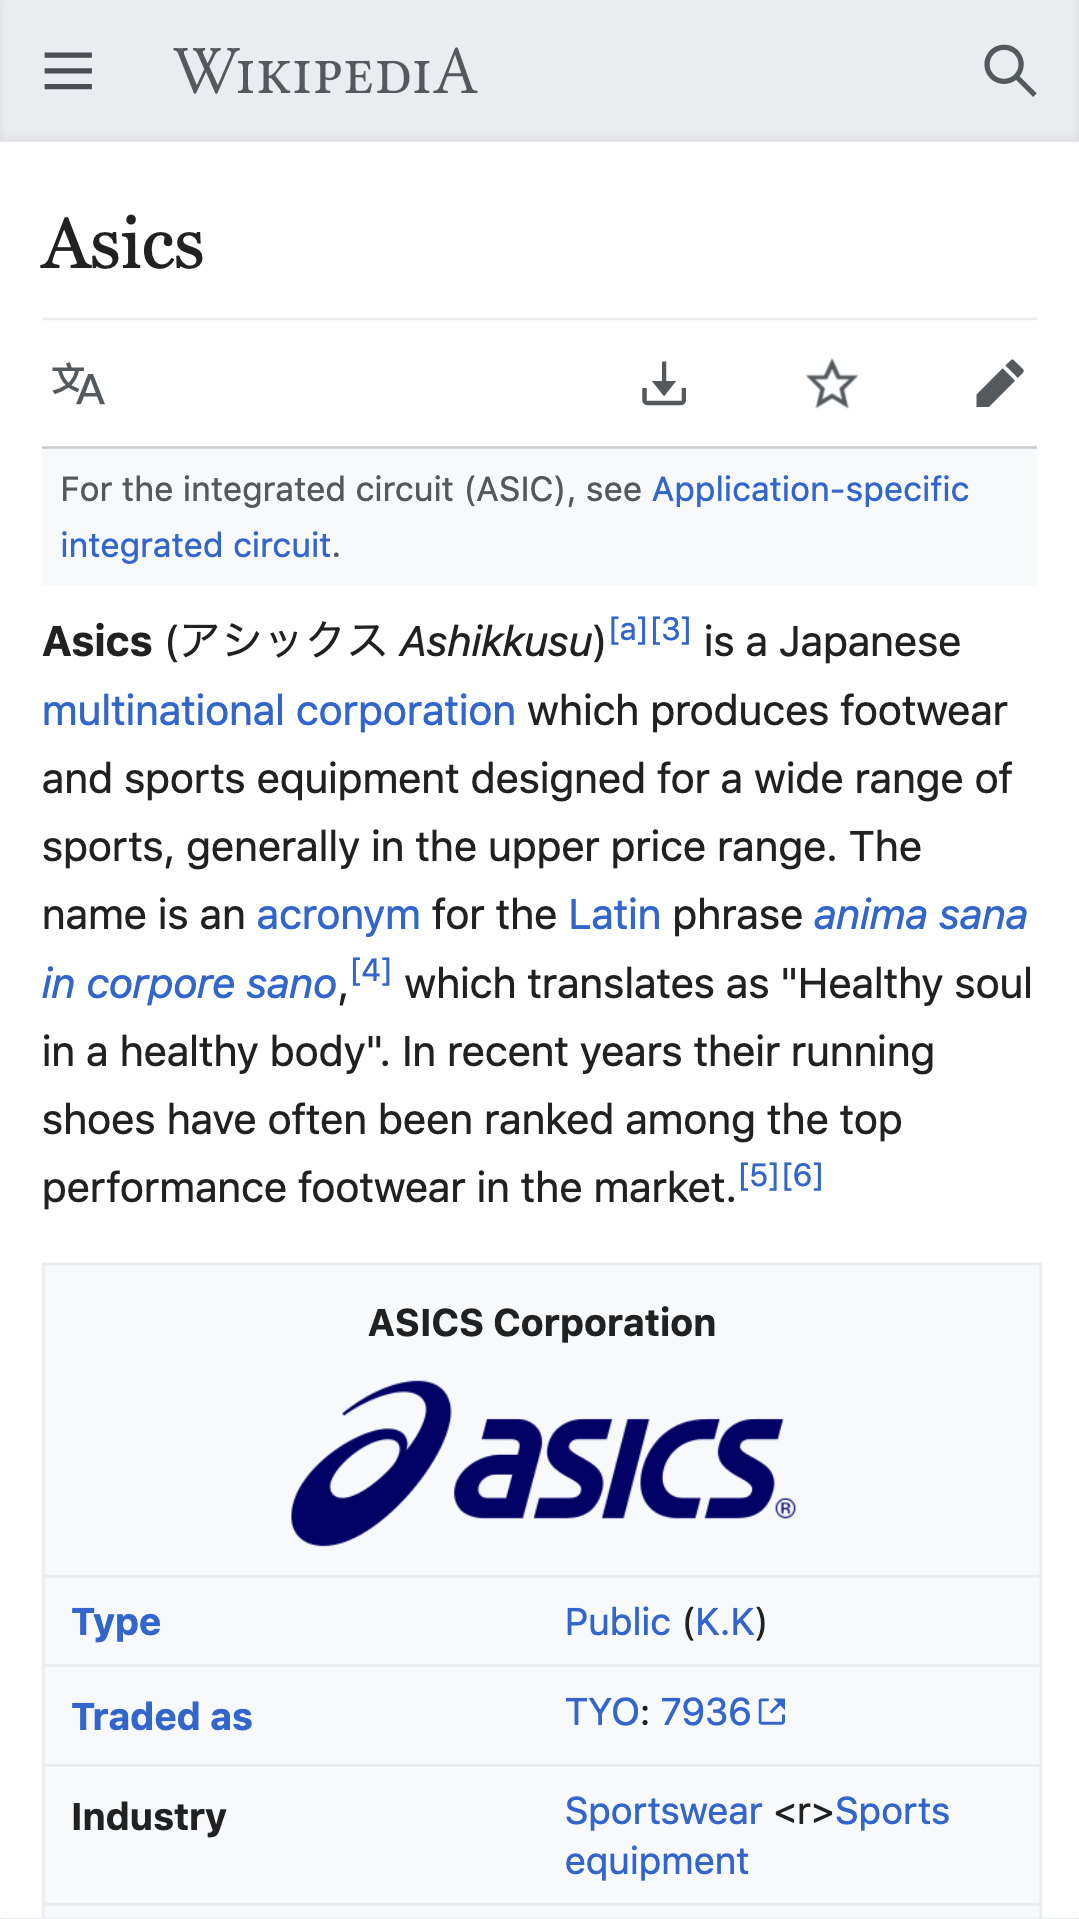 WIKIPEDIA
Asics
文A
For the integrated circuit (ASIC), see Application-specific
integrated circuit.
Asics (アシックス Ashikkusu)[a][3] is a Japanese
multinational corporation which produces footwear
and sports equipment designed for a wide range of
sports, generally in the upper price range. The
name is an acronym for the Latin phrase anima sana
in corpore sano,[4] which translates as "Healthy soul
in a healthy body". In recent years their running
shoes have often been ranked among the top
performance footwear in the market.[5][6]
ASICS Corporation
asics®
Type Public (K.K)
Traded as TYO: 7936
Industry Sportswear <r>Sports
equipment